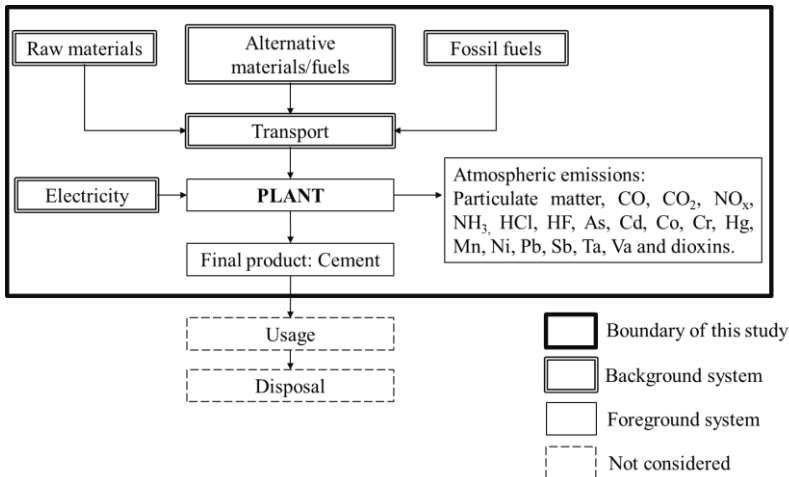 Raw materials
Alternative
materials/fuels
Fossil fuels
Transport
Electricity
PLANT
Atmospheric emissions:
Particulate matter, CO, CO₂, NOₓ,
NH₃, HCl, HF, As, Cd, Co, Cr, Hg,
Mn, Ni, Pb, Sb, Ta, Va and dioxins.
Final product: Cement
Usage
Disposal
Boundary of this study
Background system
Foreground system
Not considered